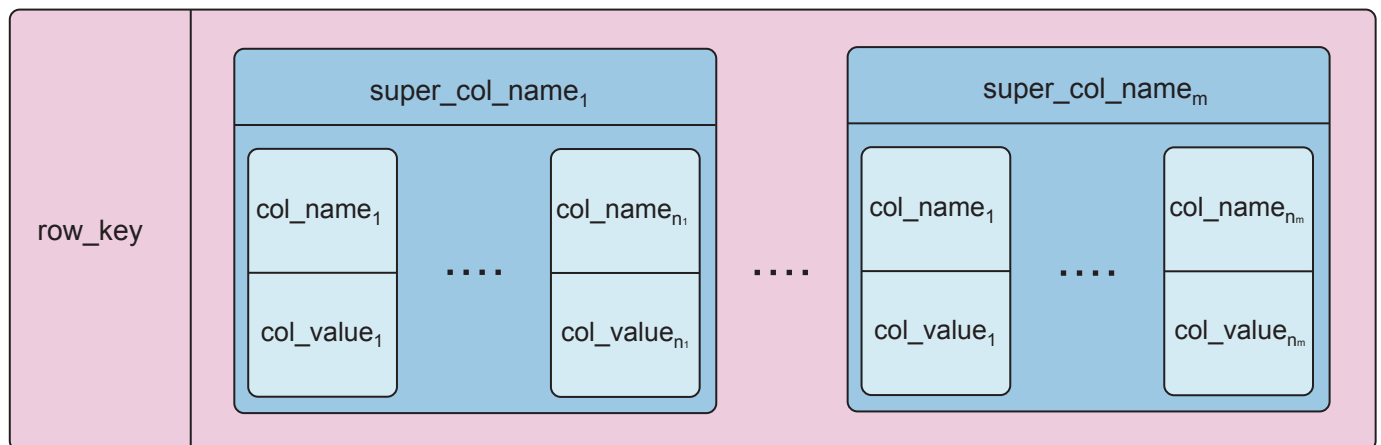 super_col_name₁
super_col_nameₘ
col_name₁
col_nameₙ₁
col_name₁
col_nameₙₘ
row_key
....
....
....
col_value₁
col_valueₙ₁
col_value₁
col_valueₙₘ